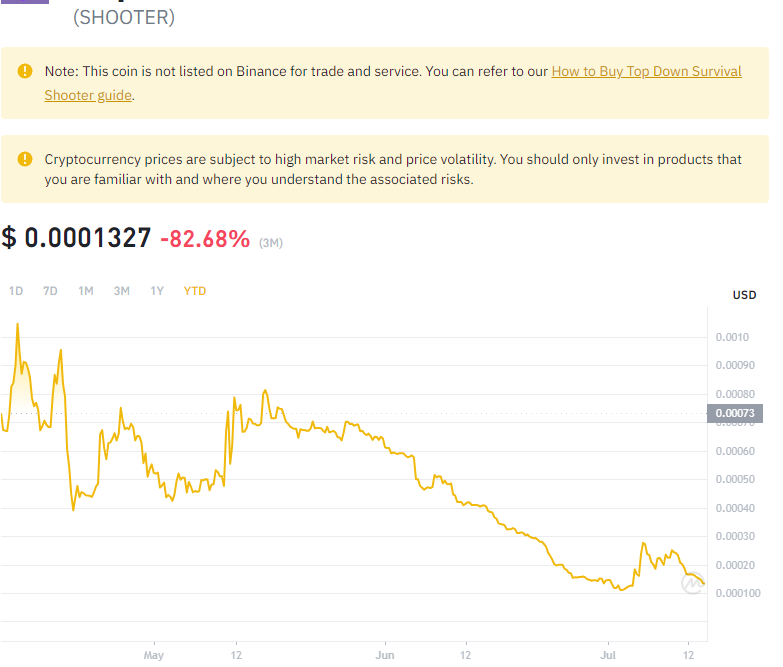 (SHOOTER)
Note: This coin is not listed on Binance for trade and service. You can refer to our How to Buy Top Down Survival
Shooter guide.
Cryptocurrency prices are subject to high market risk and price volatility. You should only invest in products that
you are familiar with and where you understand the associated risks.
$ 0.0001327 -82.68% (3M)
1D 7D 1M 3M 1Y YTD
USD
0.0010
0.00090
0.00080
0.00073
0.00060
0.00050
0.00040
0.00030
0.00020
0.000100
May 12 Jun 12 Jul 12